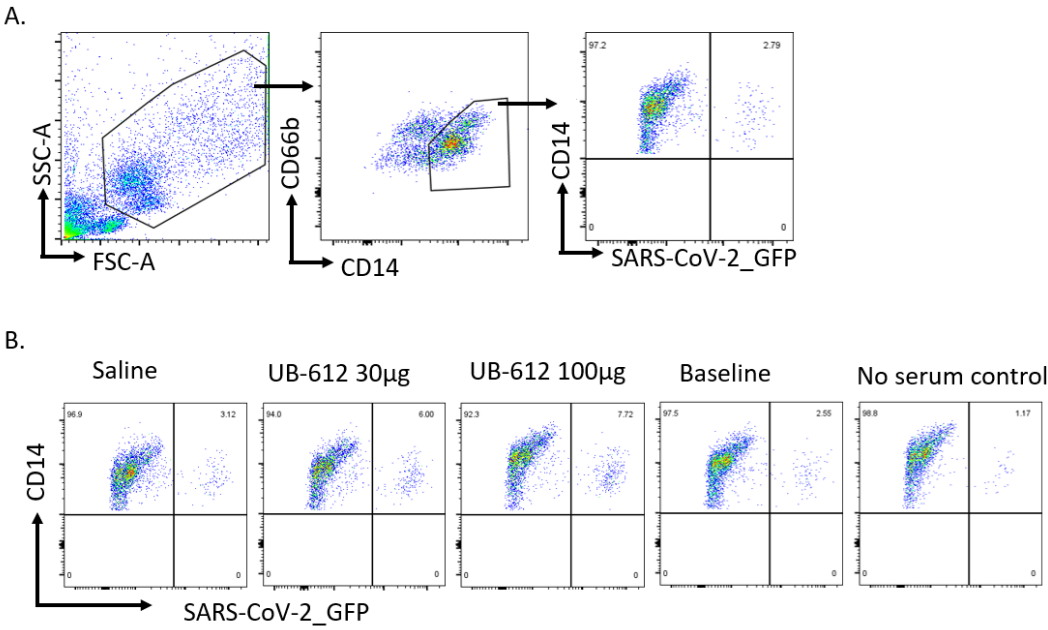 A.
SSC-A
FSC-A
CD66b
CD14
97.2 2.79
CD14
0 0
SARS-CoV-2_GFP
B.
Saline
UB-612 30µg
UB-612 100µg
Baseline
No serum control
CD14
96.9 3.12
0 0
94.0 6.00
0 0
92.3 7.72
0 0
97.5 2.55
0 0
98.8 1.17
0 0
SARS-CoV-2_GFP